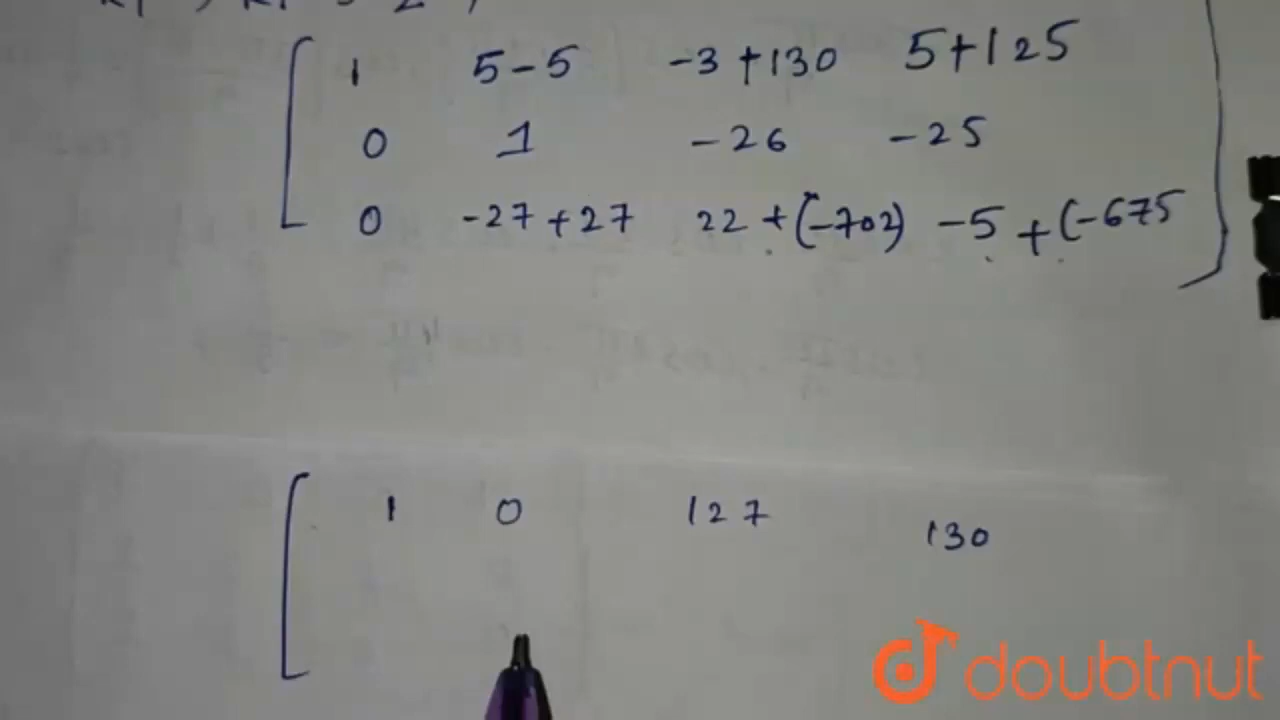 1 5-5 -3+130 5+125
0 1 -26 -25
0 -27+27 22+(-702) -5+(-675
1 0 127 130
doubtnut